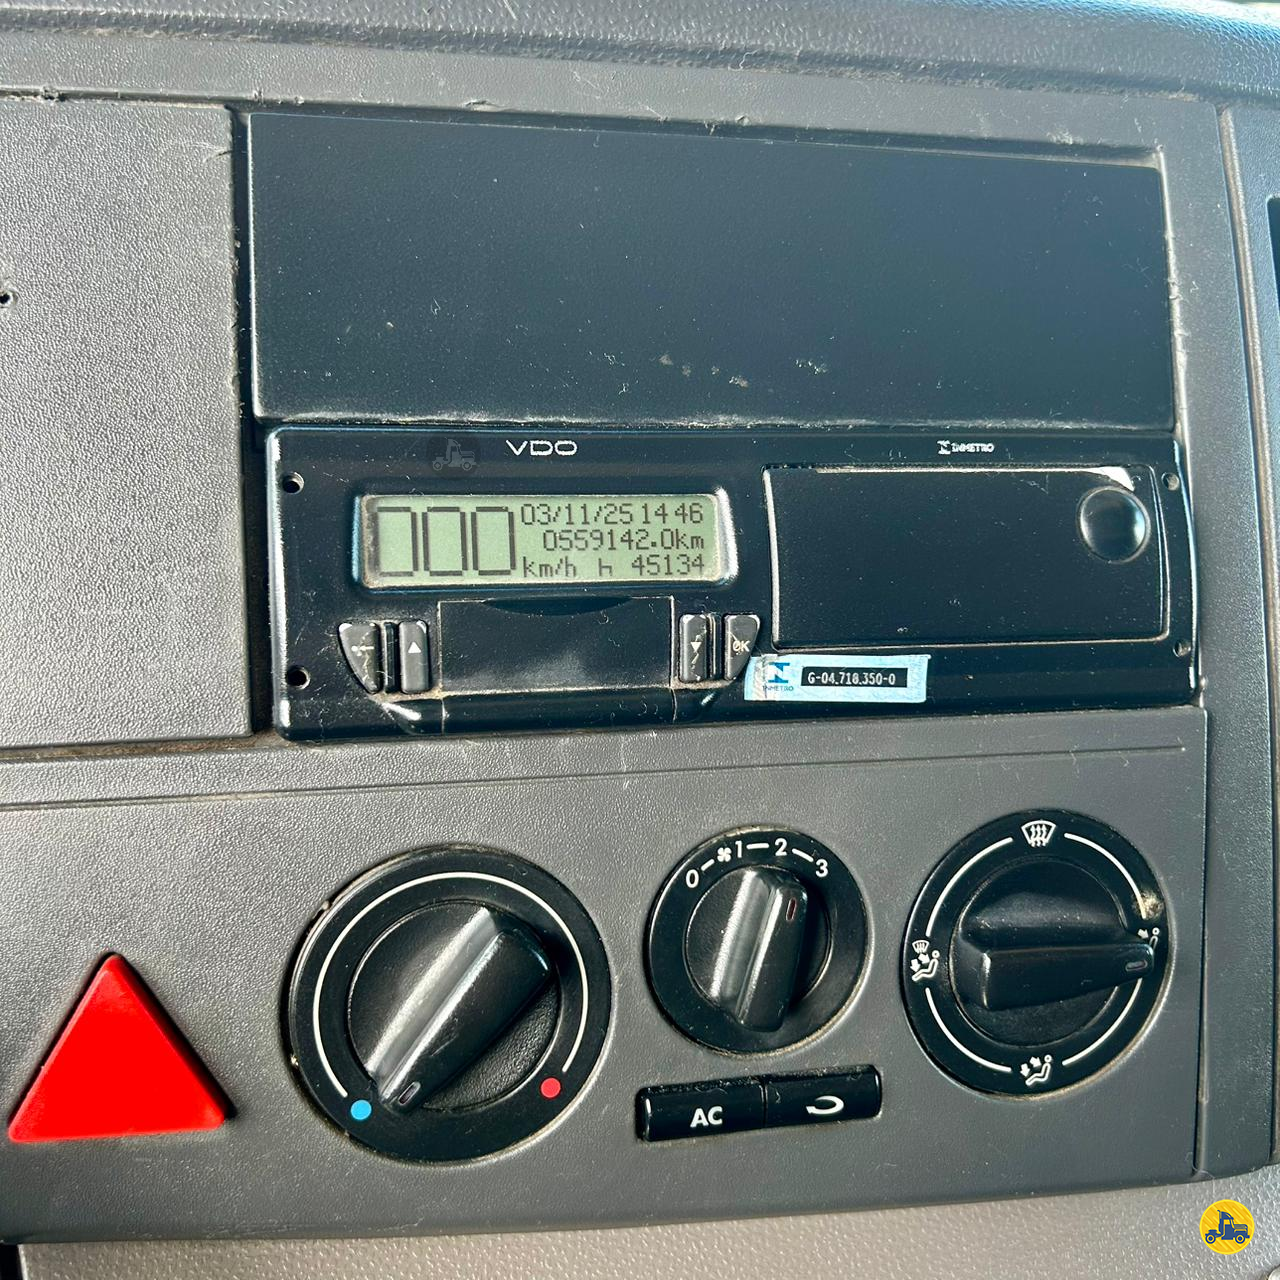 VDO
INMETRO
000
03/11/25 14 46
0559142.0km
km/h h 45134
OK
INMETRO
G-04.718.350-0
0 1 2 3
AC